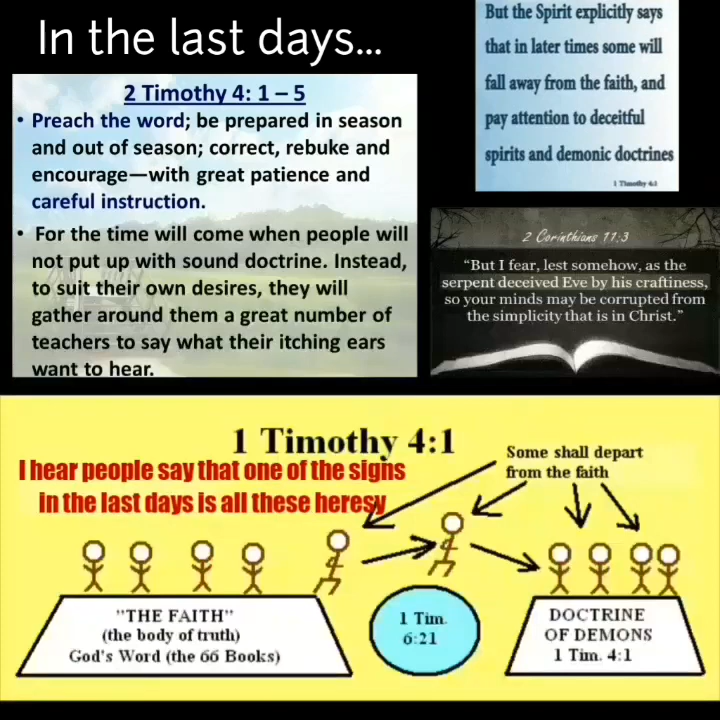 In the last days...
2 Timothy 4: 1 – 5
• Preach the word; be prepared in season
and out of season; correct, rebuke and
encourage—with great patience and
careful instruction.
• For the time will come when people will
not put up with sound doctrine. Instead,
to suit their own desires, they will
gather around them a great number of
teachers to say what their itching ears
want to hear.
But the Spirit explicitly says
that in later times some will
fall away from the faith, and
pay attention to deceitful
spirits and demonic doctrines
1 Timothy 4:1
2 Corinthians 11:3
"But I fear, lest somehow, as the
serpent deceived Eve by his craftiness,
so your minds may be corrupted from
the simplicity that is in Christ."
1 Timothy 4:1
I hear people say that one of the signs
in the last days is all these heresy
Some shall depart
from the faith
"THE FAITH"
(the body of truth)
God's Word (the 66 Books)
1 Tim.
6:21
DOCTRINE
OF DEMONS
1 Tim. 4:1